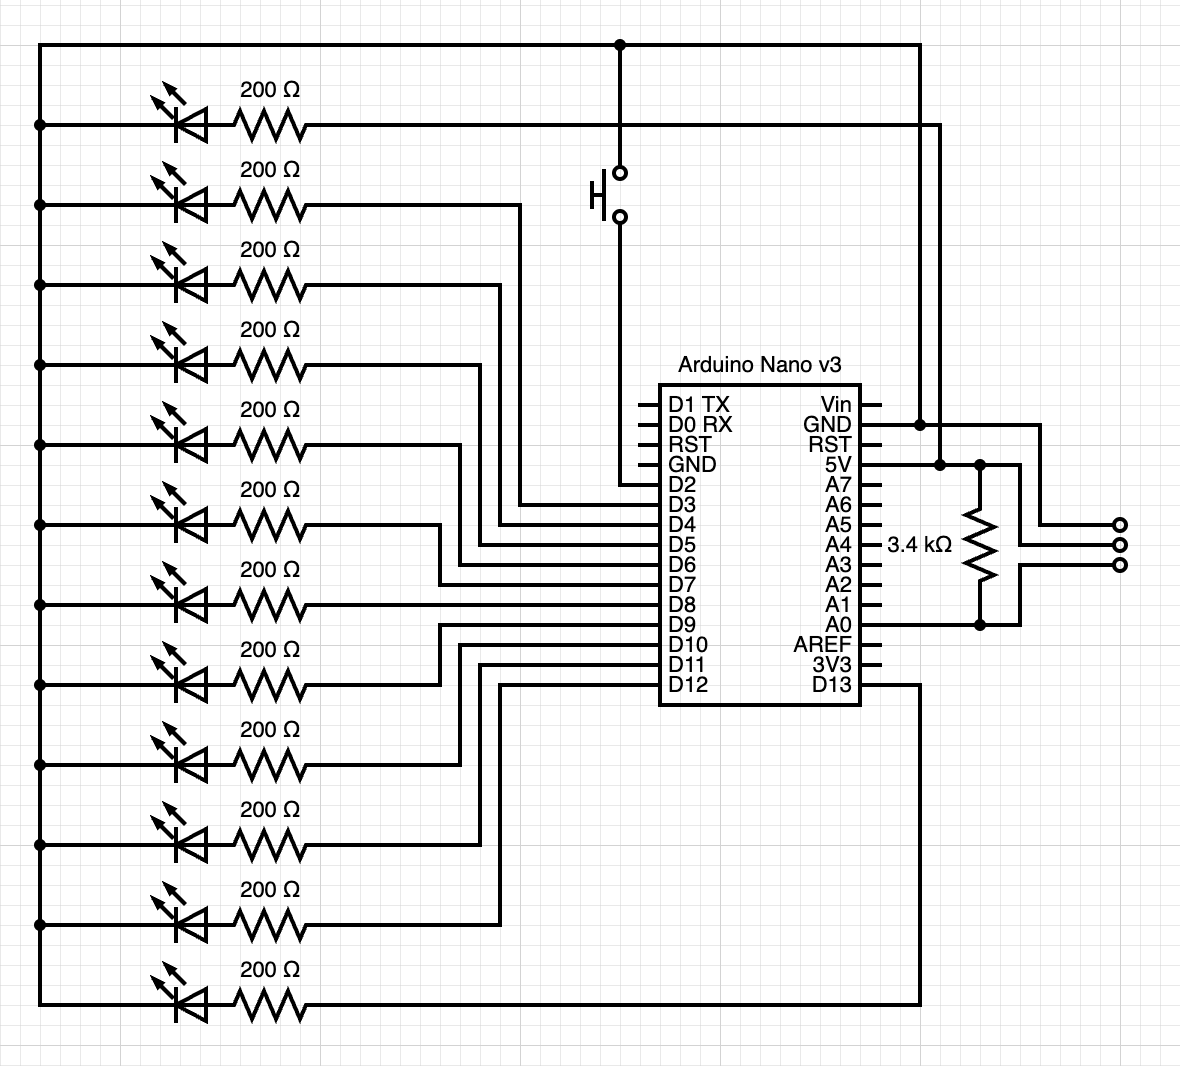 200 Ω
200 Ω
200 Ω
200 Ω
200 Ω
200 Ω
200 Ω
200 Ω
200 Ω
200 Ω
200 Ω
200 Ω
Arduino Nano v3
D1 TX
D0 RX
RST
GND
D2
D3
D4
D5
D6
D7
D8
D9
D10
D11
D12
Vin
GND
RST
5V
A7
A6
A5
A4
A3
A2
A1
A0
AREF
3V3
D13
3.4 kΩ